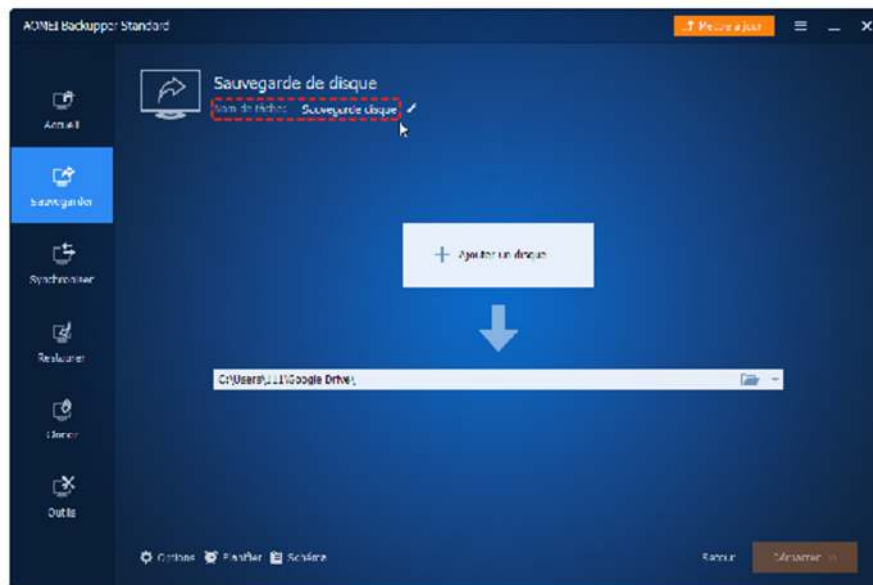 AOMEI Backupper Standard
Mettre à jour
Sauvegarde de disque
Nom de tâche: Sauvegarde disque
Accueil
Sauvegarder
Synchroniser
Restaurer
Cloner
Outils
+ Ajouter un disque
C:\Users\111\Google Drive\
Options Planifier Schéma
Retour
Démarrer >>